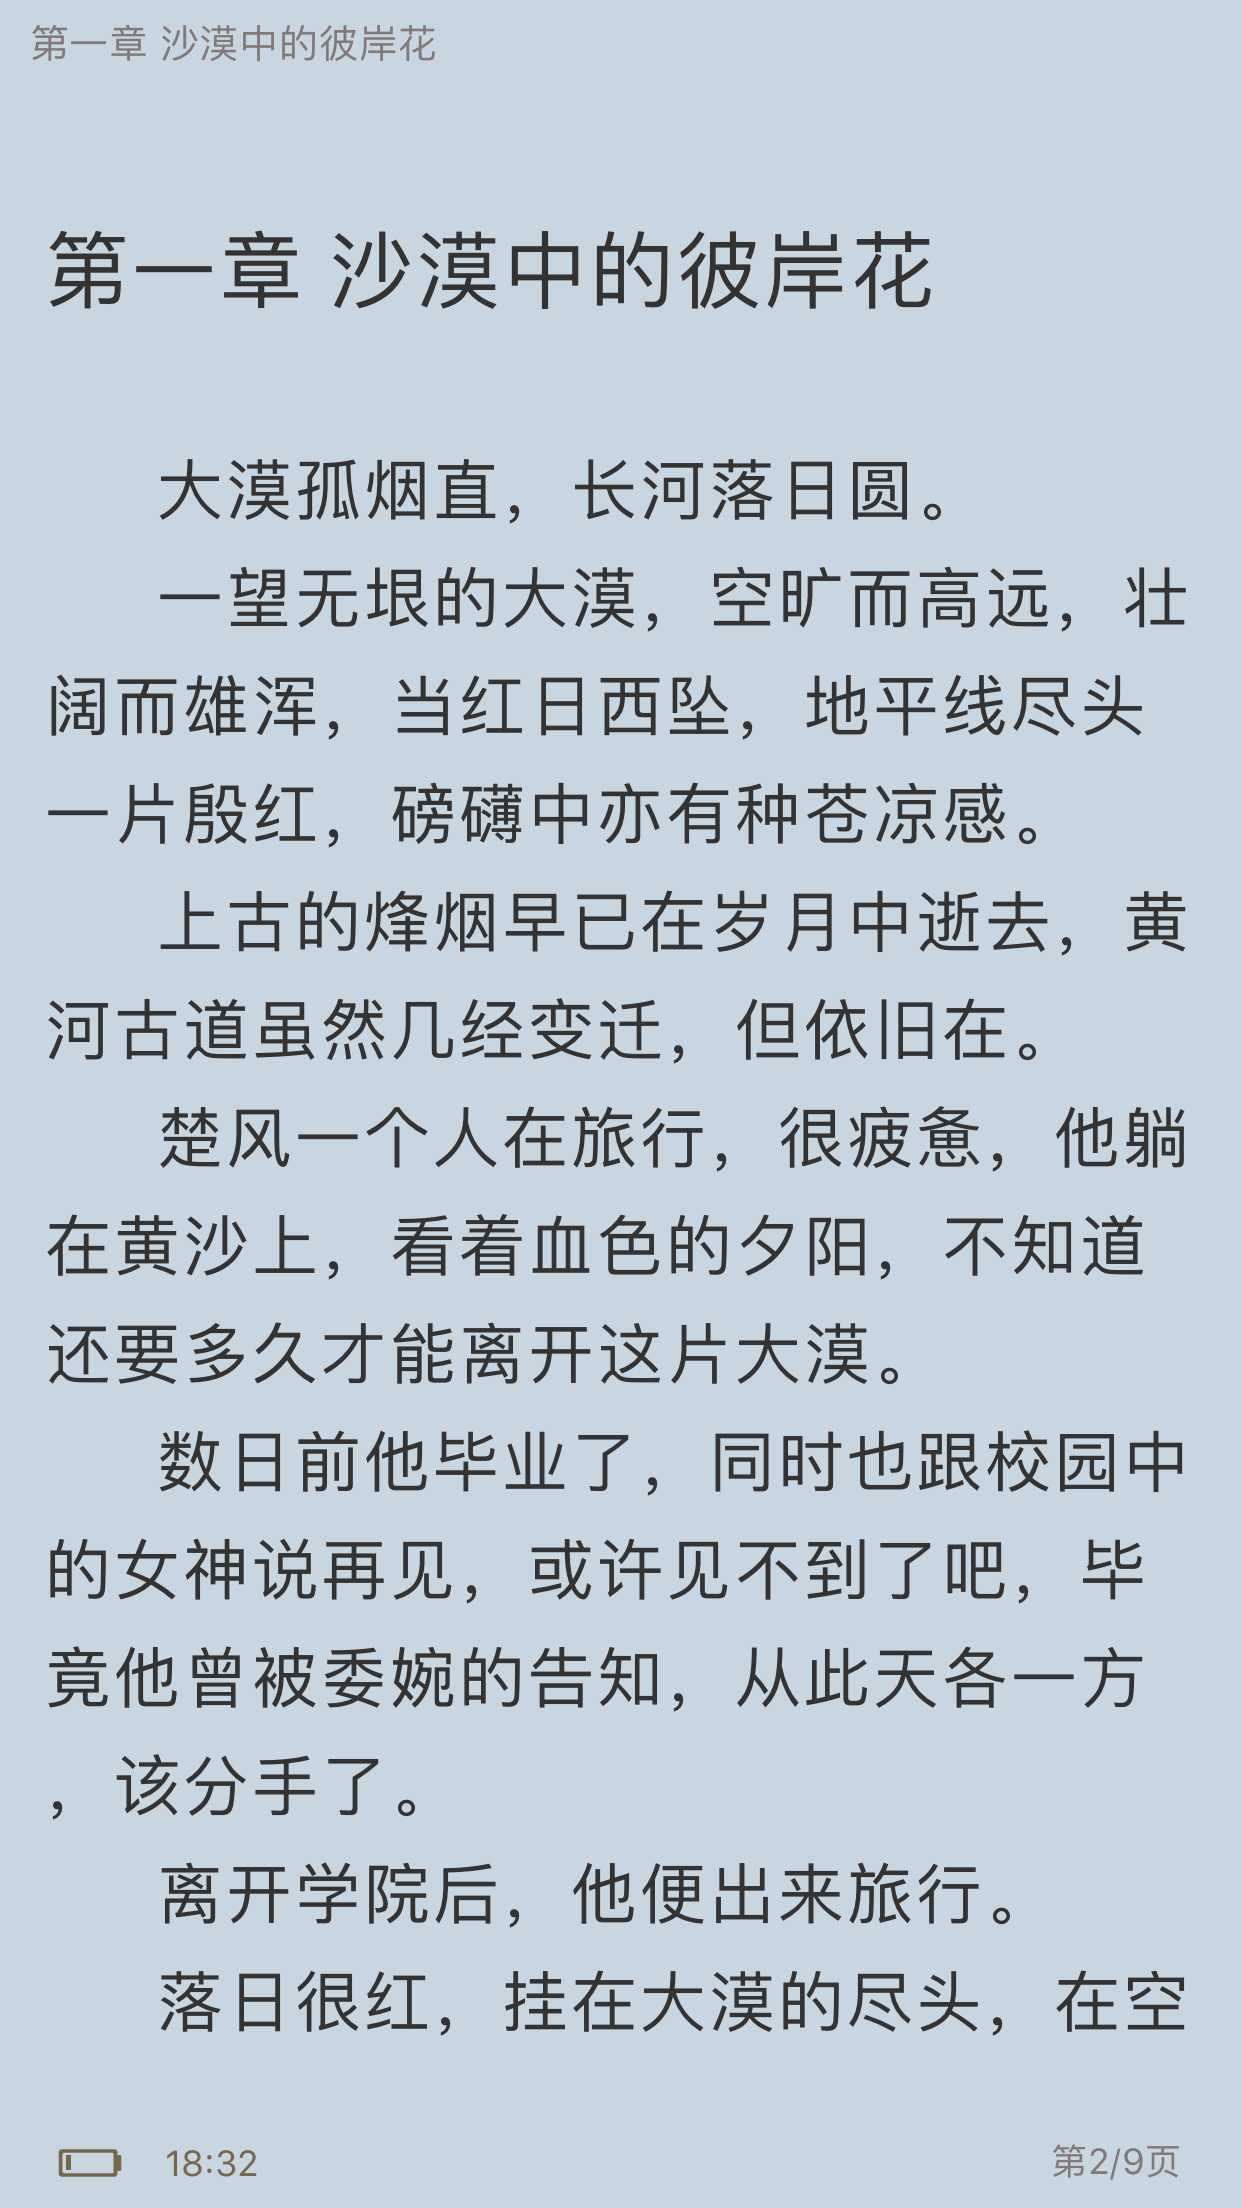 第一章 沙漠中的彼岸花
第一章 沙漠中的彼岸花
大漠孤烟直，长河落日圆。
一望无垠的大漠，空旷而高远，壮
阔而雄浑，当红日西坠，地平线尽头
一片殷红，磅礴中亦有种苍凉感。
上古的烽烟早已在岁月中逝去，黄
河古道虽然几经变迁，但依旧在。
楚风一个人在旅行，很疲惫，他躺
在黄沙上，看着血色的夕阳，不知道
还要多久才能离开这片大漠。
数日前他毕业了，同时也跟校园中
的女神说再见，或许见不到了吧，毕
竟他曾被委婉的告知，从此天各一方
，该分手了。
离开学院后，他便出来旅行。
落日很红，挂在大漠的尽头，在空
18:32
第2/9页